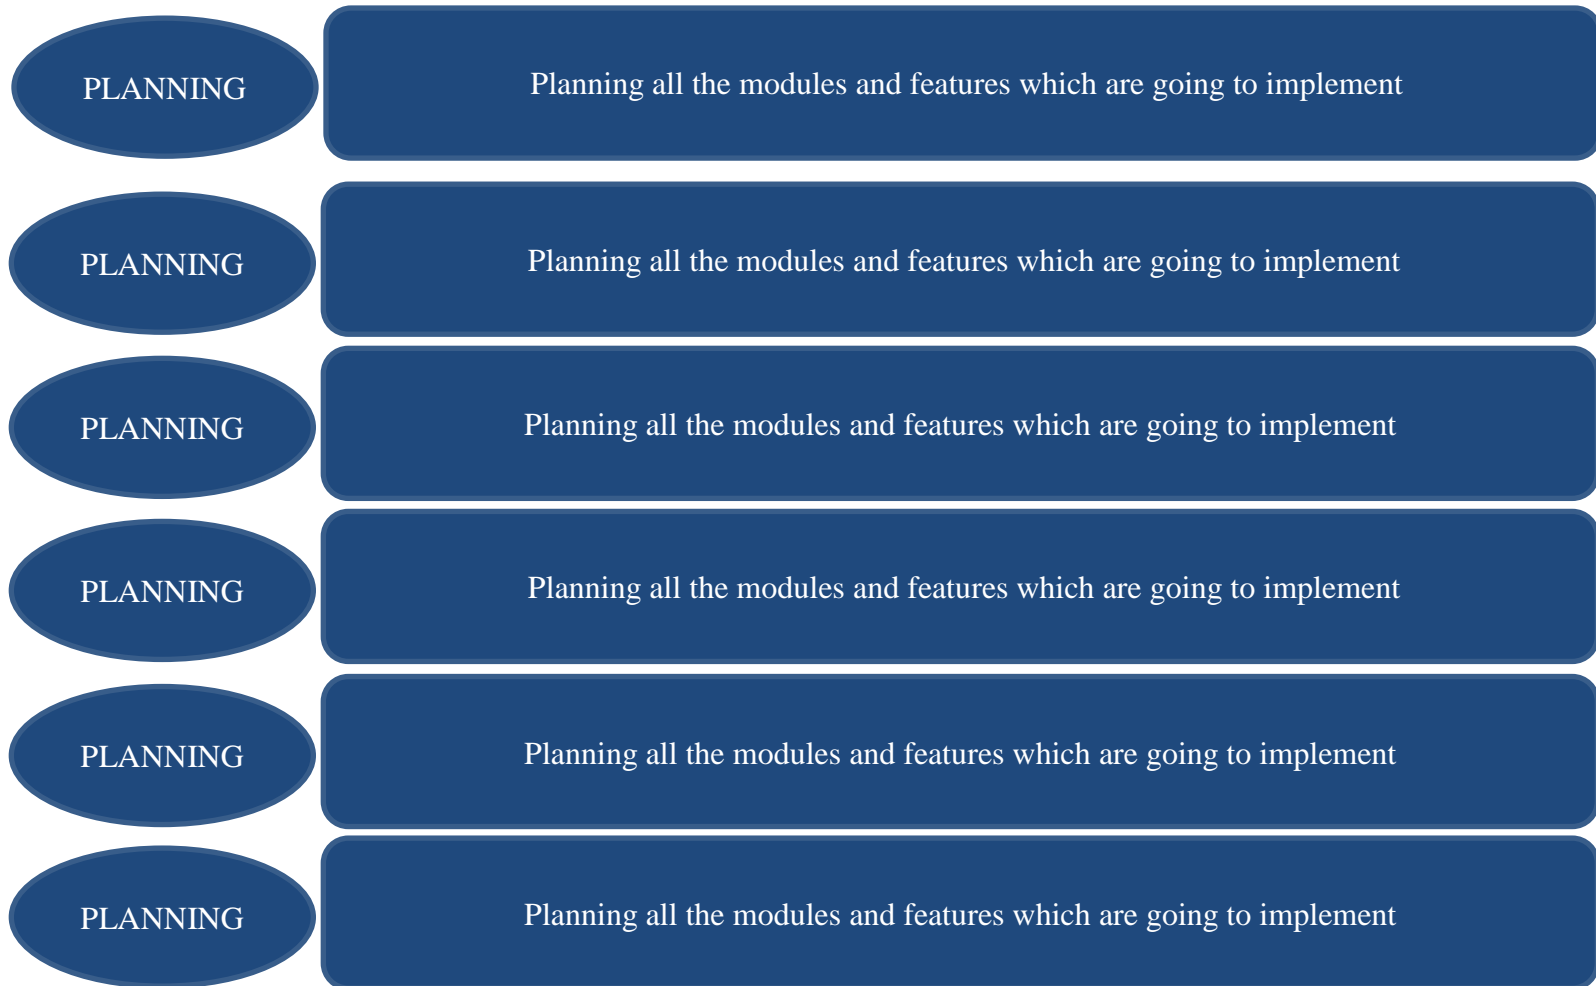 PLANNING
Planning all the modules and features which are going to implement
PLANNING
Planning all the modules and features which are going to implement
PLANNING
Planning all the modules and features which are going to implement
PLANNING
Planning all the modules and features which are going to implement
PLANNING
Planning all the modules and features which are going to implement
PLANNING
Planning all the modules and features which are going to implement